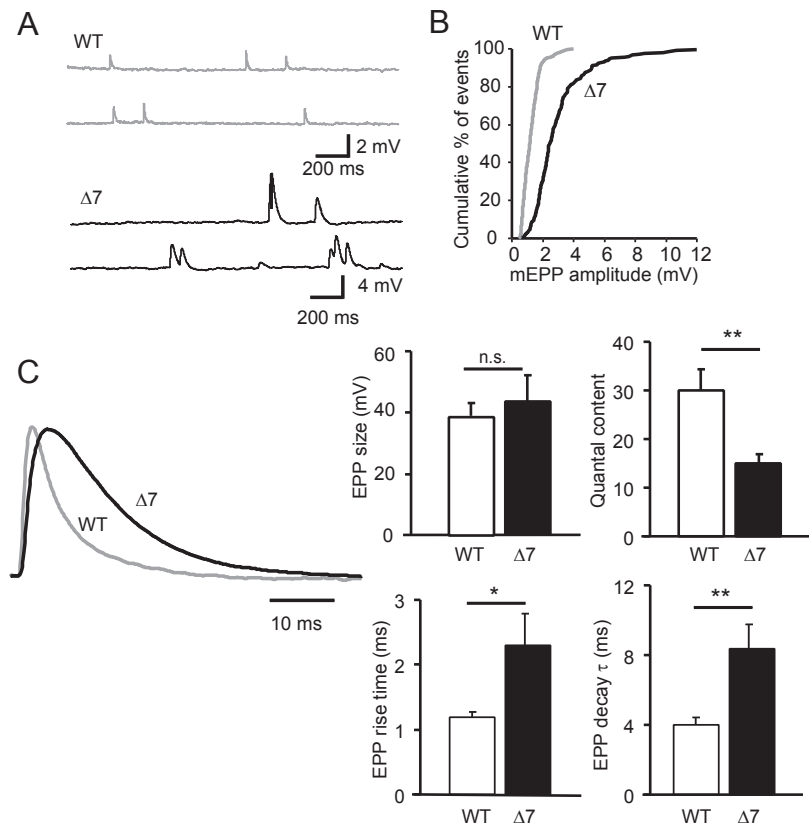 A
WT
2 mV
200 ms
Δ7
4 mV
200 ms
B
WT
Δ7
Cumulative % of events
100
80
60
40
20
0
0 2 4 6 8 10 12
mEPP amplitude (mV)
C
WT
Δ7
10 ms
EPP size (mV)
60
40
20
0
n.s.
WT Δ7
Quantal content
40
30
20
10
0
**
WT Δ7
EPP rise time (ms)
3
2
1
0
*
WT Δ7
EPP decay τ (ms)
12
8
4
0
**
WT Δ7